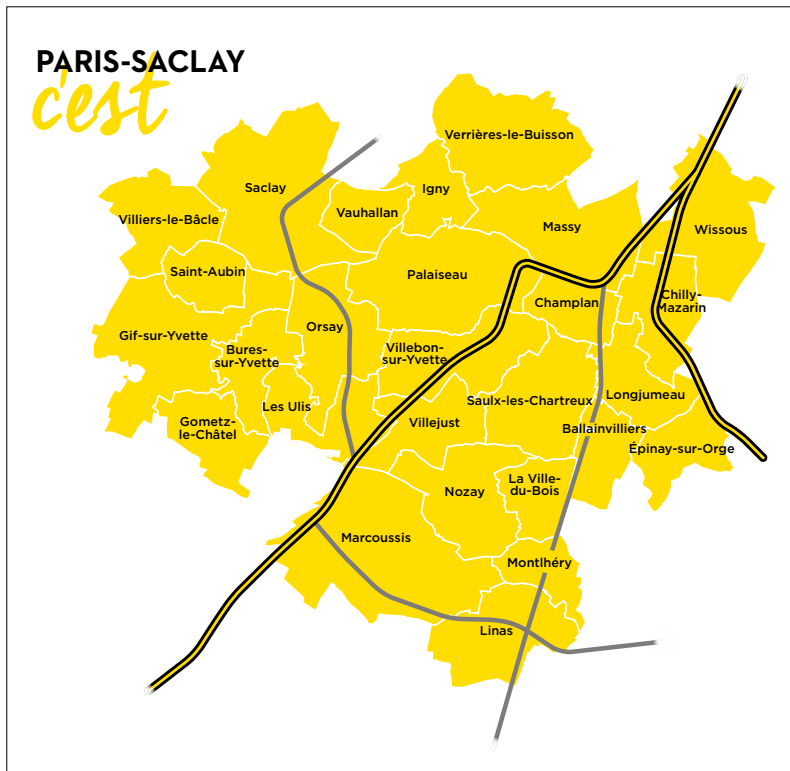 PARIS-SACLAY
c'est
Verrières-le-Buisson
Saclay
Igny
Vauhallan
Villiers-le-Bâcle
Massy
Wissous
Saint-Aubin
Palaiseau
Chilly-
Mazarin
Champlan
Orsay
Gif-sur-Yvette
Bures-
sur-Yvette
Villebon-
sur-Yvette
Les Ulis
Saulx-les-Chartreux
Longjumeau
Gometz-
le-Châtel
Villejust
Ballainvilliers
Épinay-sur-Orge
La Ville-
du-Bois
Nozay
Marcoussis
Montlhéry
Linas